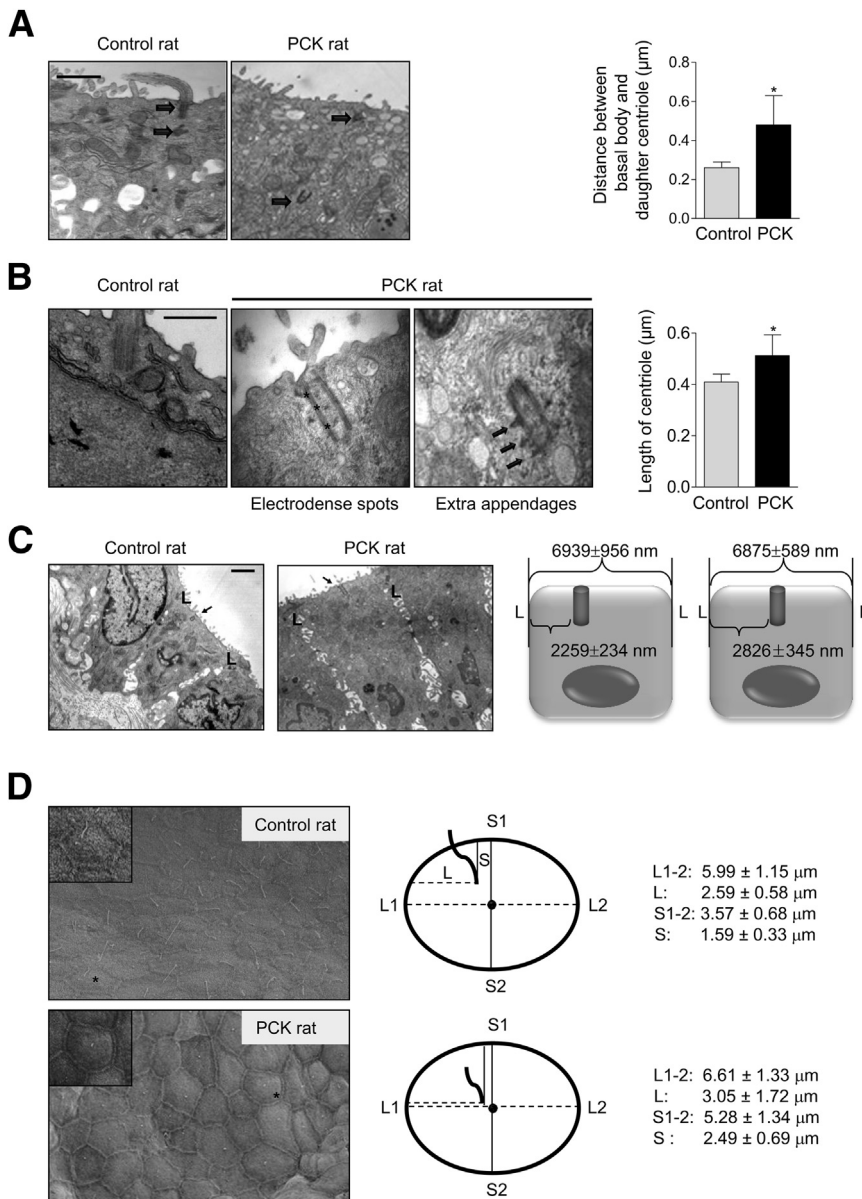 A
Control rat
PCK rat
Distance between
basal body and
daughter centriole (μm)
0.8
0.6
0.4
0.2
0.0
*
Control PCK
B
Control rat
PCK rat
* * *
Electrodense spots
Extra appendages
Length of centriole (μm)
0.6
0.4
0.2
0.0
*
Control PCK
C
Control rat
PCK rat
L
L
L
L
6939±956 nm
6875±589 nm
L
L
L
L
2259±234 nm
2826±345 nm
D
Control rat
*
S1
S
L
L1
L2
S2
L1-2: 5.99 ± 1.15 μm
L: 2.59 ± 0.58 μm
S1-2: 3.57 ± 0.68 μm
S: 1.59 ± 0.33 μm
PCK rat
*
S1
L1
L2
S2
L1-2: 6.61 ± 1.33 μm
L: 3.05 ± 1.72 μm
S1-2: 5.28 ± 1.34 μm
S : 2.49 ± 0.69 μm